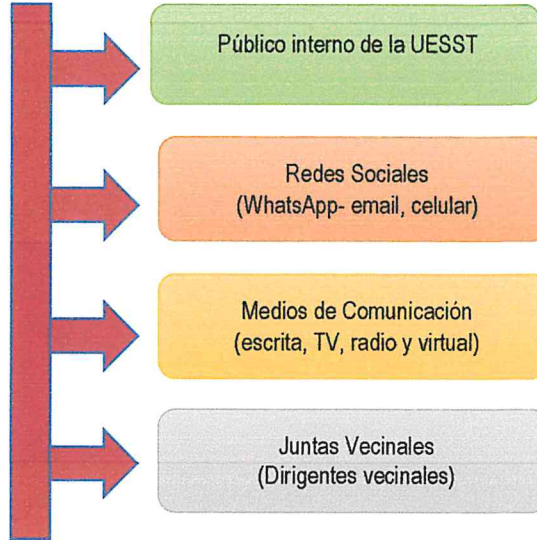 Público interno de la UESST
Redes Sociales
(WhatsApp- email, celular)
Medios de Comunicación
(escrita, TV, radio y virtual)
Juntas Vecinales
(Dirigentes vecinales)